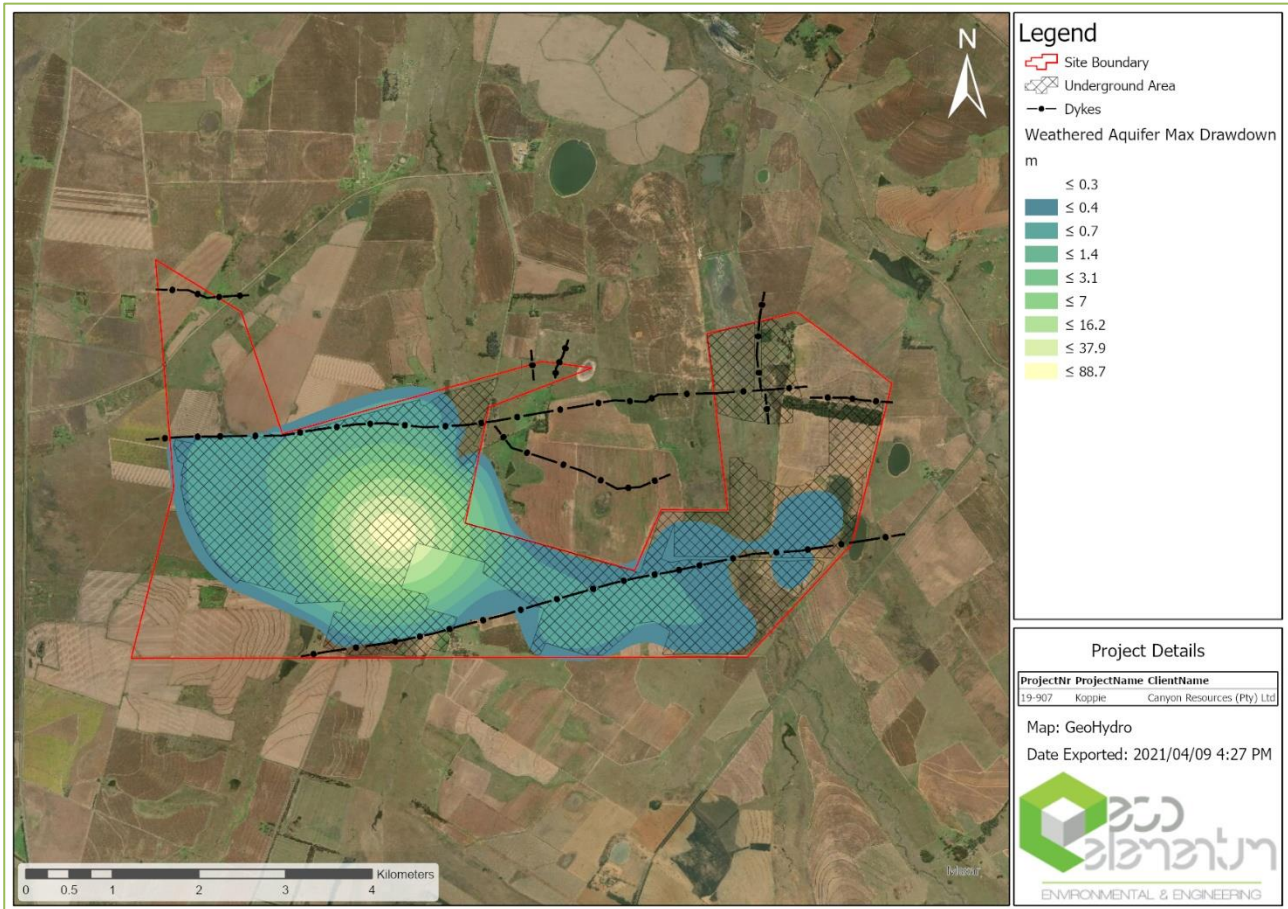 N
Legend
Site Boundary
Underground Area
Dykes
Weathered Aquifer Max Drawdown
m
≤ 0.3
≤ 0.4
≤ 0.7
≤ 1.4
≤ 3.1
≤ 7
≤ 16.2
≤ 37.9
≤ 88.7
Kilometers
0 0.5 1 2 3 4
Project Details
ProjectNr ProjectName ClientName
19-907 Koppie Canyon Resources (Pty) Ltd
Map: GeoHydro
Date Exported: 2021/04/09 4:27 PM
eco
elementum
ENVIRONMENTAL & ENGINEERING